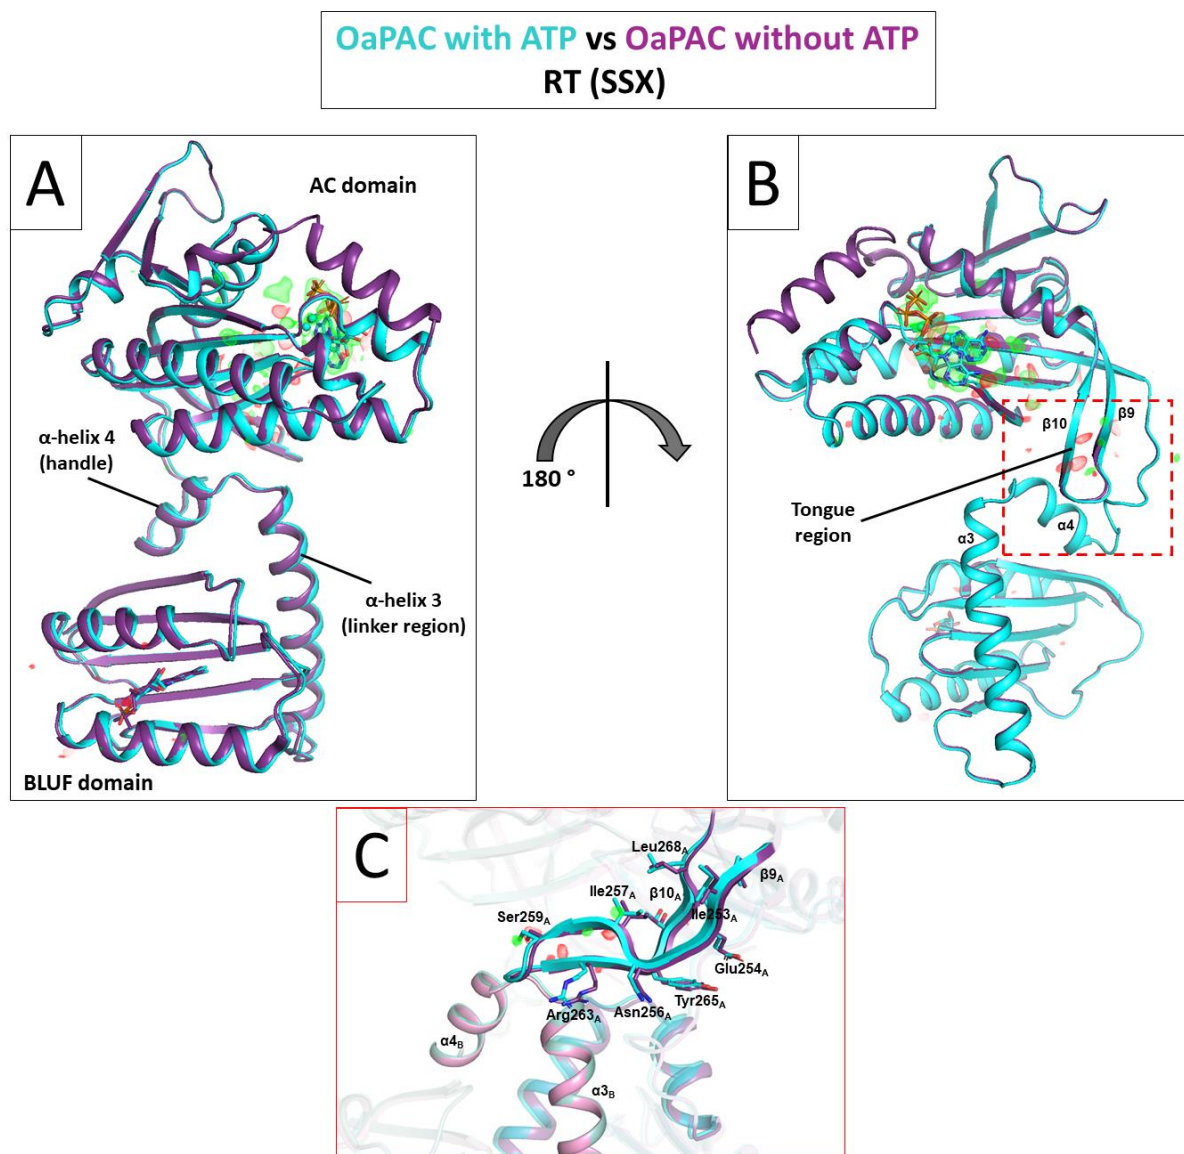 OaPAC with ATP vs OaPAC without ATP
RT (SSX)
A
AC domain
α-helix 4
(handle)
α-helix 3
(linker region)
BLUF domain
180 °
B
β10
β9
Tongue
region
α3
α4
C
Leu268A
β9A
Ile257A
β10A
Ile253A
Ser259A
Glu254A
Tyr265A
Arg263A
Asn256A
α4B
α3B